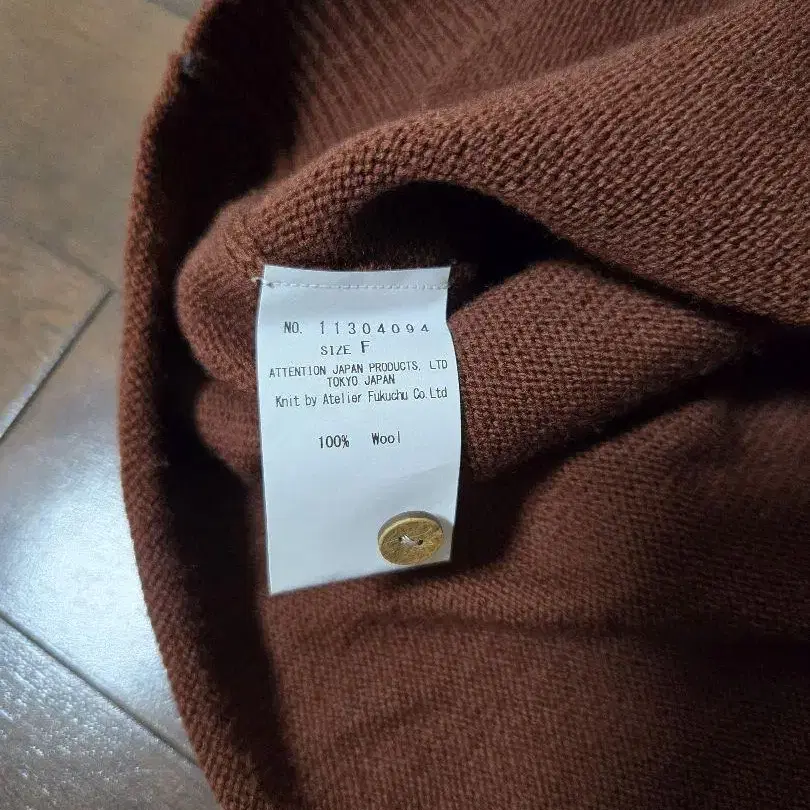 NO. 11304094
SIZE F
ATTENTION JAPAN PRODUCTS, LTD
TOKYO JAPAN
Knit by Atelier Fukuchu Co.Ltd
100% Wool